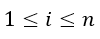 1 ≤ i ≤ n